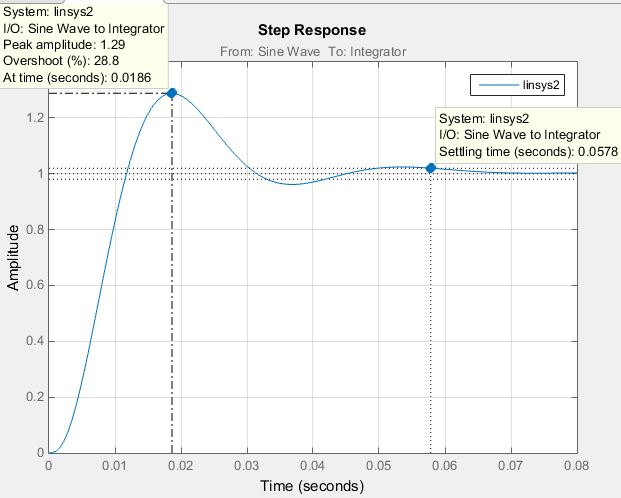 System: linsys2
I/O: Sine Wave to Integrator
Peak amplitude: 1.29
Overshoot (%): 28.8
At time (seconds): 0.0186
Step Response
From: Sine Wave To: Integrator
linsys2
System: linsys2
I/O: Sine Wave to Integrator
Settling time (seconds): 0.0578
Amplitude
1.2
1
0.8
0.6
0.4
0.2
0
0 0.01 0.02 0.03 0.04 0.05 0.06 0.07 0.08
Time (seconds)